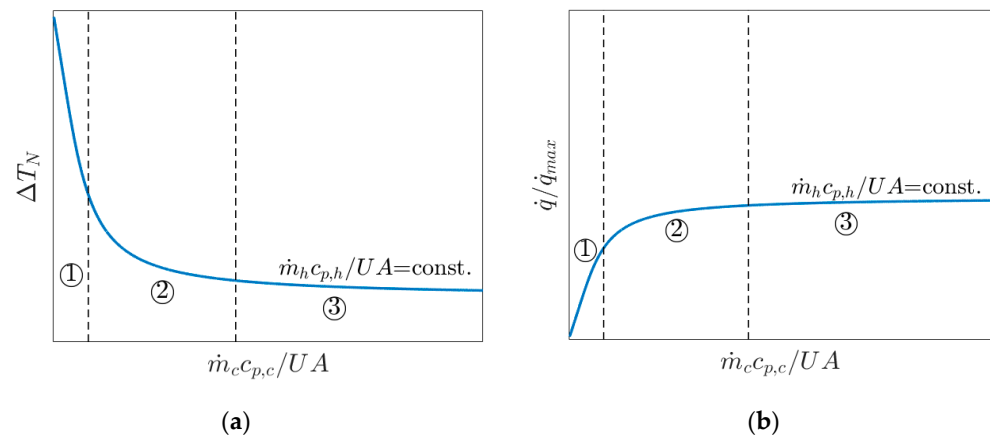 ΔT_N
①
②
③
ṁ_h c_{p,h}/UA=const.
ṁ_c c_{p,c}/UA
(a)
q̇/q̇_max
①
②
③
ṁ_h c_{p,h}/UA=const.
ṁ_c c_{p,c}/UA
(b)